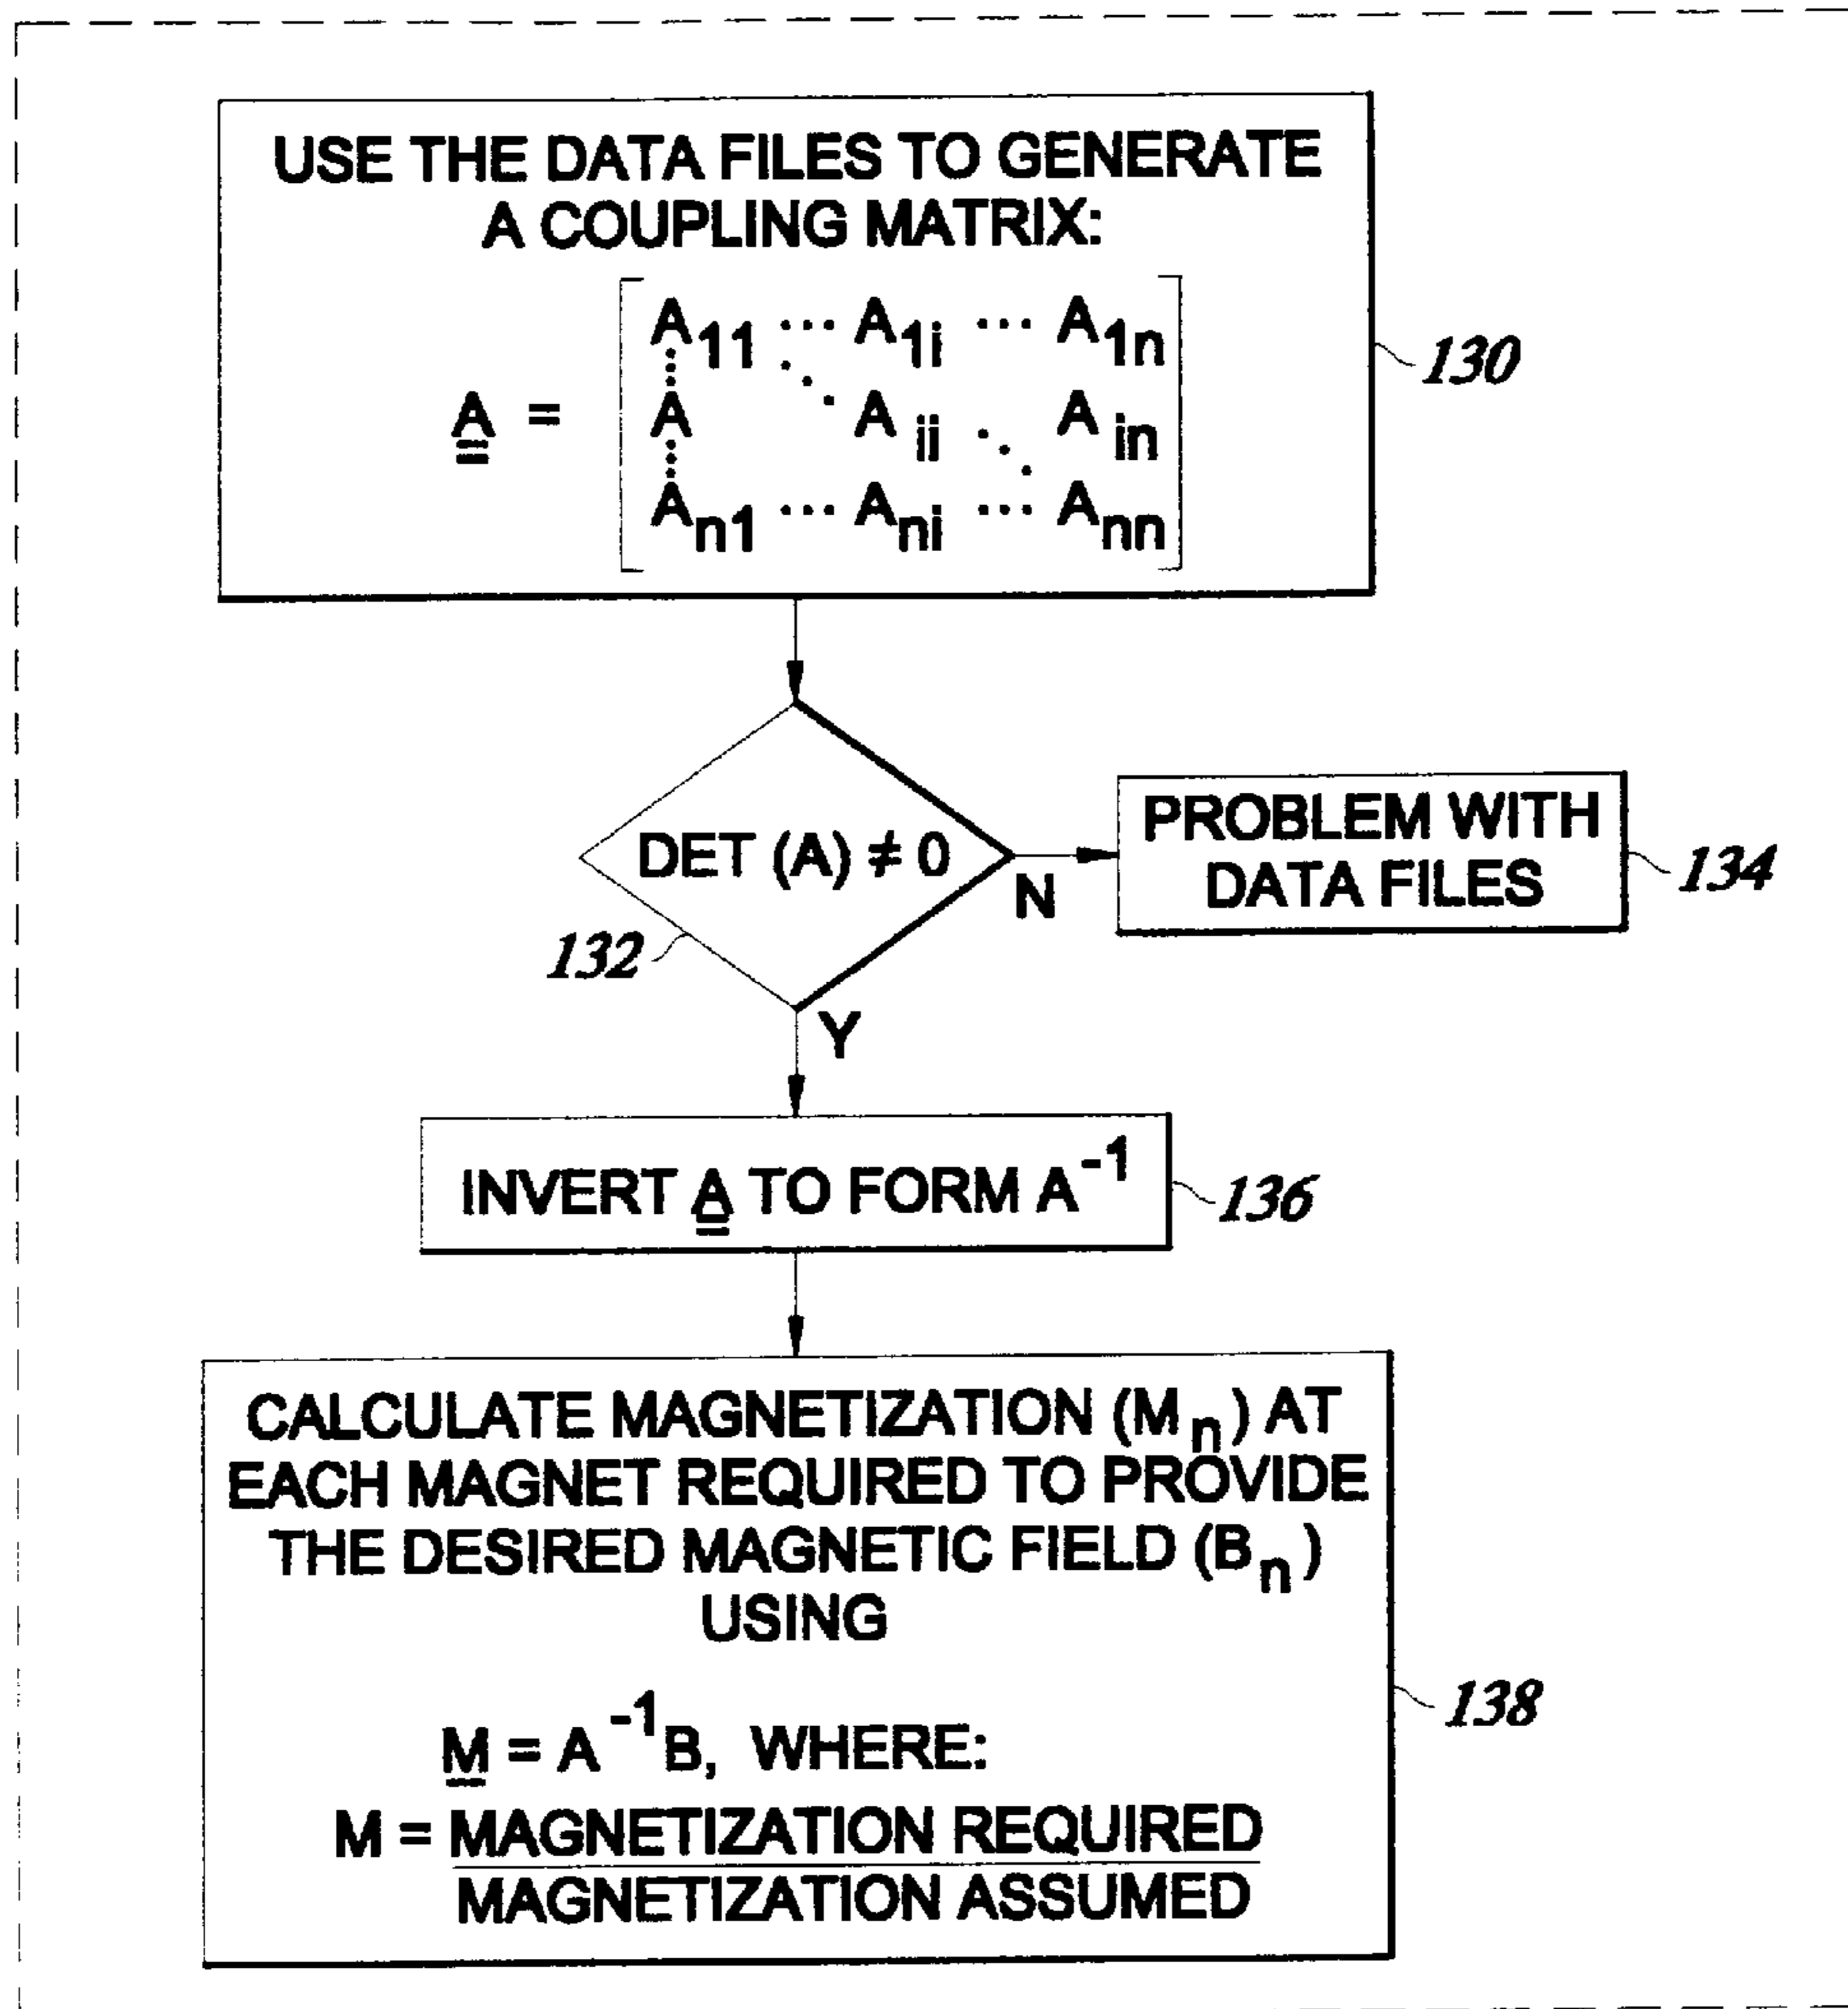 USE THE DATA FILES TO GENERATE
A COUPLING MATRIX:
A₁₁ ... A₁ᵢ ... A₁ₙ
A = A A ᵢᵢ A ᵢₙ
Aₙ₁ ... Aₙᵢ ... Aₙₙ
130
DET (A) ≠ 0
N
PROBLEM WITH
DATA FILES
134
132
Y
INVERT A TO FORM A⁻¹
136
CALCULATE MAGNETIZATION (Mₙ) AT
EACH MAGNET REQUIRED TO PROVIDE
THE DESIRED MAGNETIC FIELD (Bₙ)
USING
M = A⁻¹B, WHERE:
M = MAGNETIZATION REQUIRED
MAGNETIZATION ASSUMED
138